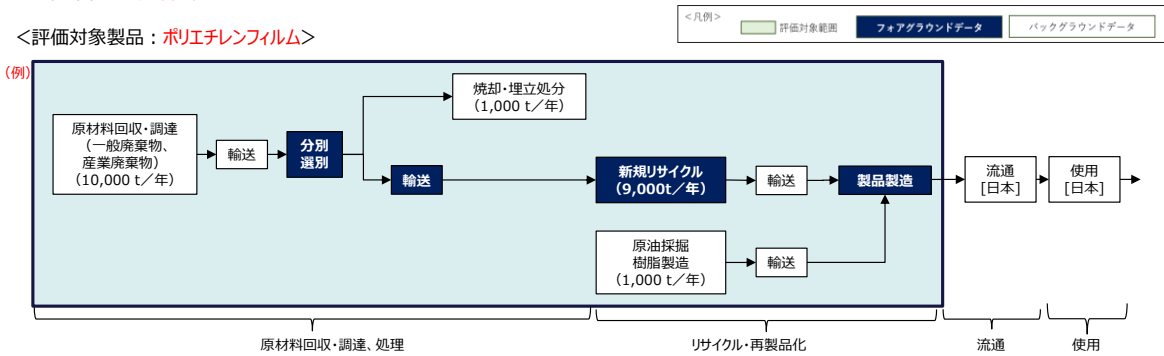 <凡例>
評価対象範囲
フォアグラウンドデータ
バックグラウンドデータ
<評価対象製品：ポリエチレンフィルム>
(例)
原材料回収・調達
(一般廃棄物、
産業廃棄物)
(10,000 t／年)
輸送
分別
選別
焼却・埋立処分
(1,000 t／年)
輸送
新規リサイクル
(9,000t／年)
輸送
製品製造
原油採掘
樹脂製造
(1,000 t／年)
輸送
流通
[日本]
使用
[日本]
原材料回収・調達、処理
リサイクル・再製品化
流通
使用